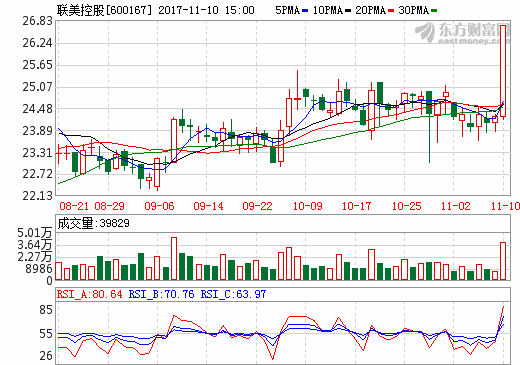 联美控股[600167] 2017-11-10 15:00 5PMA 10PMA 20PMA 30PMA
26.83
26.24
25.65
25.07
24.48
23.89
23.31
22.72
22.13
东方财富网
eastmoney.com
08-21 08-29 09-06 09-14 09-22 10-09 10-17 10-25 11-02 11-10
成交量:39829
5.01万
3.64万
2.27万
8986
0
RSI_A:80.64 RSI_B:70.76 RSI_C:63.97
85
55
26